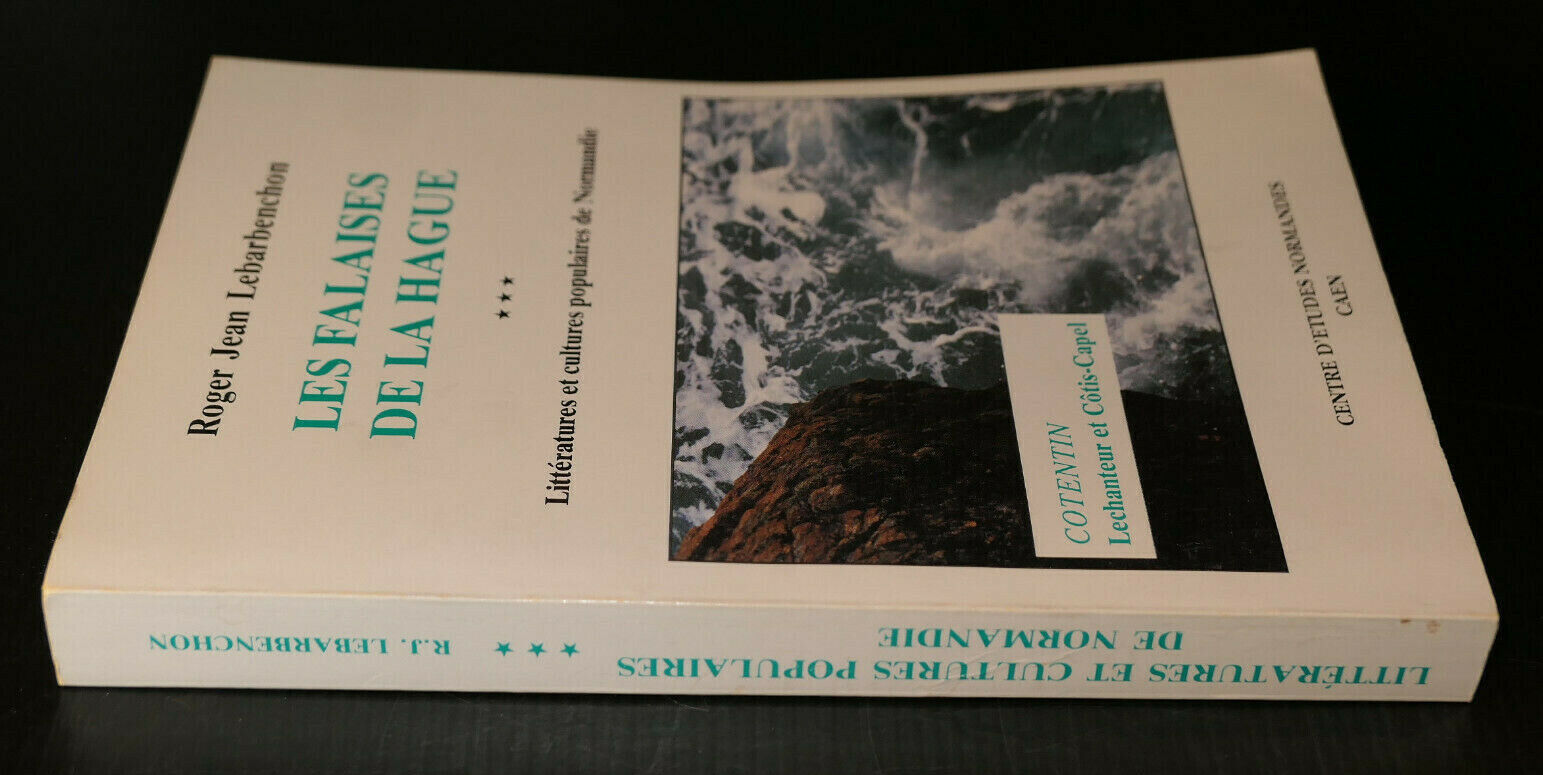 Roger Jean Lebarbenchon
LES FALAISES
DE LA HAGUE
★★★
Littératures et cultures populaires de Normandie
COTENTIN
Lechanteur et Côtis-Capel
CENTRE D'ETUDES NORMANDES
CAEN
R.J. LEBARBENCHON ★ ★ ★ LITTÉRATURES ET CULTURES POPULAIRES
DE NORMANDIE